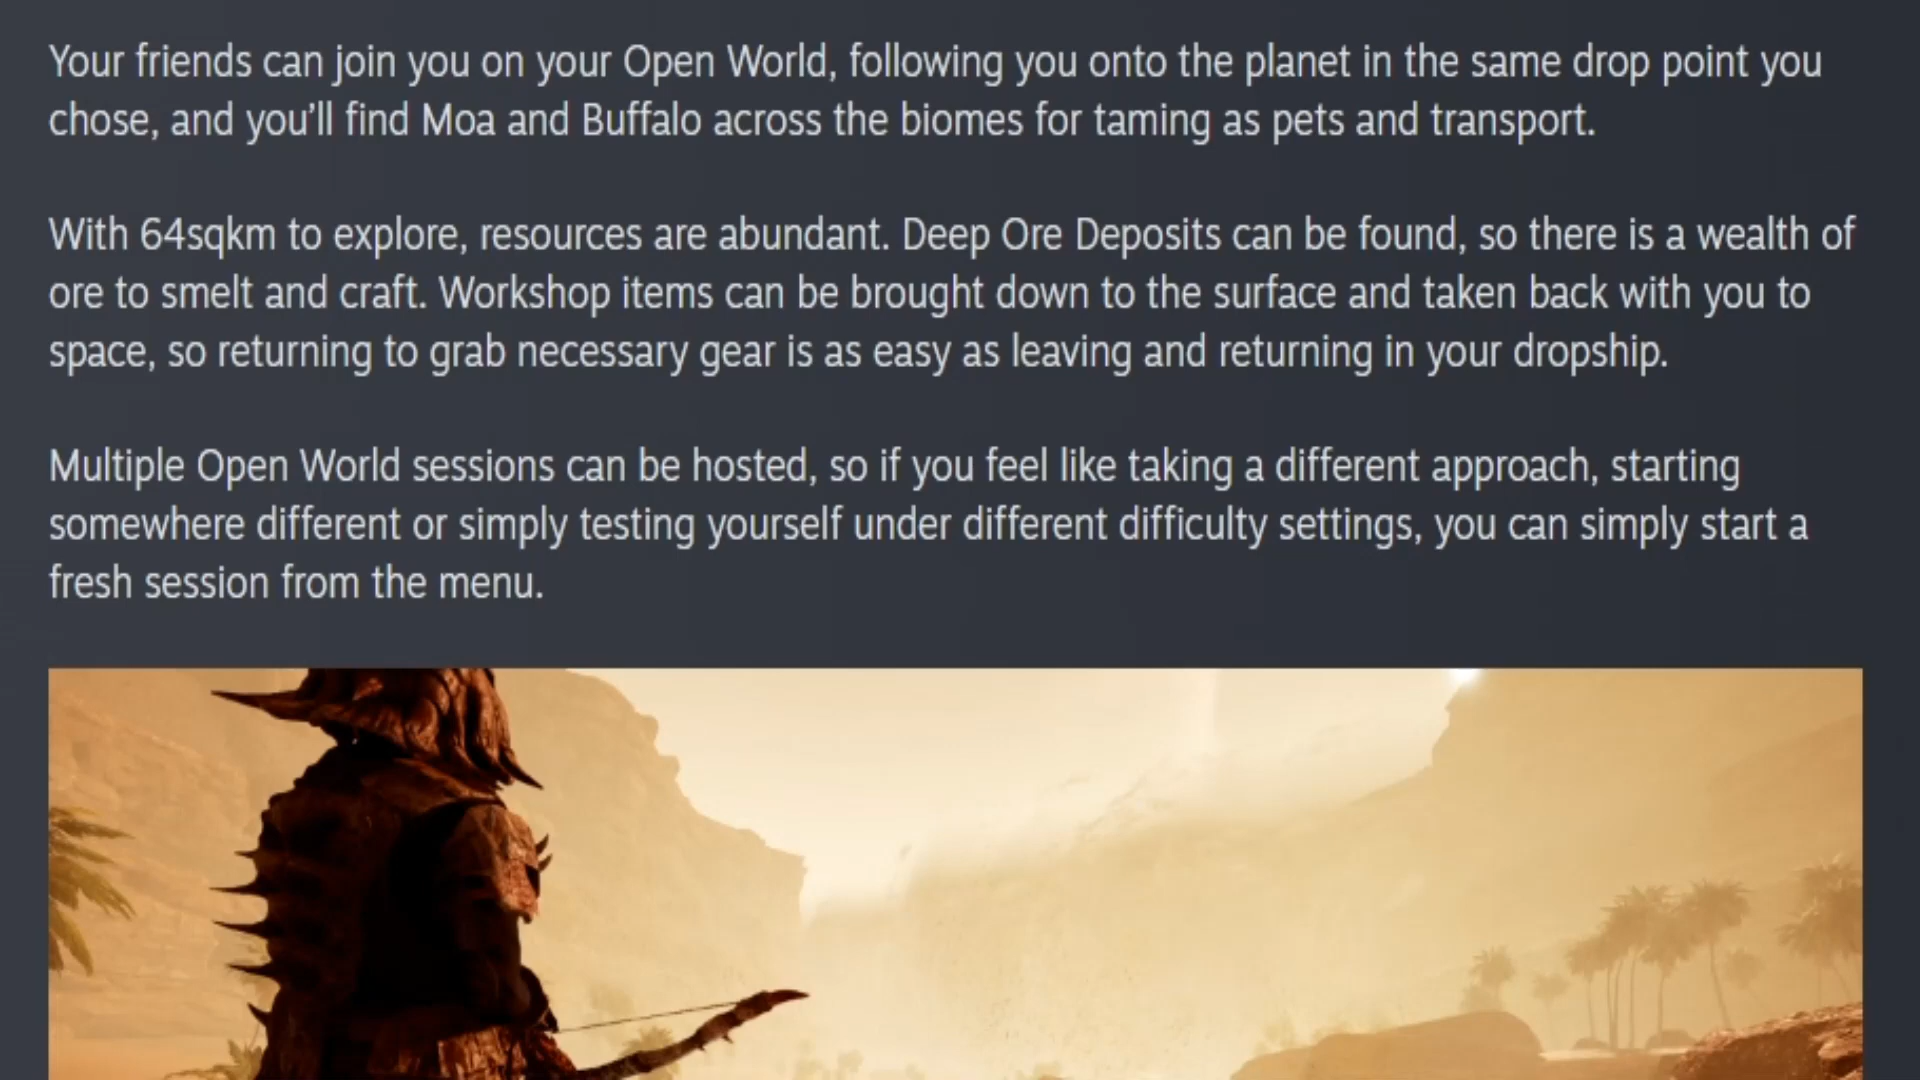 Your friends can join you on your Open World, following you onto the planet in the same drop point you
chose, and you’ll find Moa and Buffalo across the biomes for taming as pets and transport.
With 64sqkm to explore, resources are abundant. Deep Ore Deposits can be found, so there is a wealth of
ore to smelt and craft. Workshop items can be brought down to the surface and taken back with you to
space, so returning to grab necessary gear is as easy as leaving and returning in your dropship.
Multiple Open World sessions can be hosted, so if you feel like taking a different approach, starting
somewhere different or simply testing yourself under different difficulty settings, you can simply start a
fresh session from the menu.